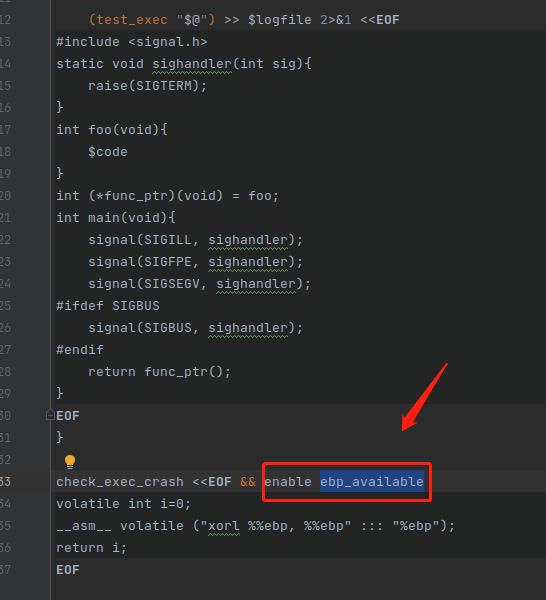 12 (test_exec "$@") >> $logfile 2>&1 <<EOF
13 #include <signal.h>
14 static void sighandler(int sig){
15 raise(SIGTERM);
16 }
17 int foo(void){
18 $code
19 }
20 int (*func_ptr)(void) = foo;
21 int main(void){
22 signal(SIGILL, sighandler);
23 signal(SIGFPE, sighandler);
24 signal(SIGSEGV, sighandler);
25 #ifdef SIGBUS
26 signal(SIGBUS, sighandler);
27 #endif
28 return func_ptr();
29 }
30 EOF
31 }
32
33 check_exec_crash <<EOF && enable ebp_available
34 volatile int i=0;
35 __asm__ volatile ("xorl %%ebp, %%ebp" ::: "%ebp");
36 return i;
37 EOF